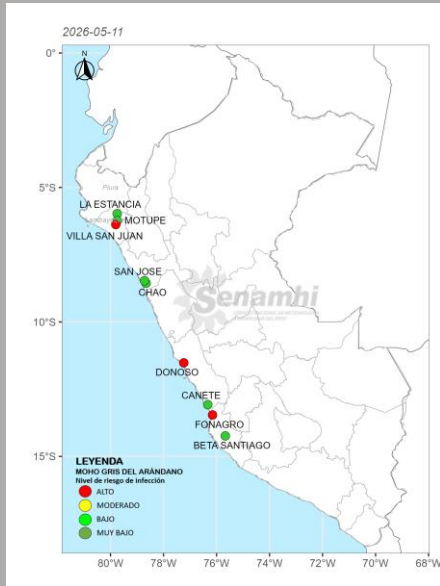 2026-05-11
N
0°
Piura
5°S
LA ESTANCIA
MOTUPE
VILLA SAN JUAN
SAN JOSE
CHAO
Senamhi
10°S
DONOSO
CAÑETE
FONAGRO
BETA SANTIAGO
15°S
LEYENDA
MOHO GRIS DEL ARÁNDANO
Nivel de riesgo de infección
ALTO
MODERADO
BAJO
MUY BAJO
80°W 78°W 76°W 74°W 72°W 70°W 68°W